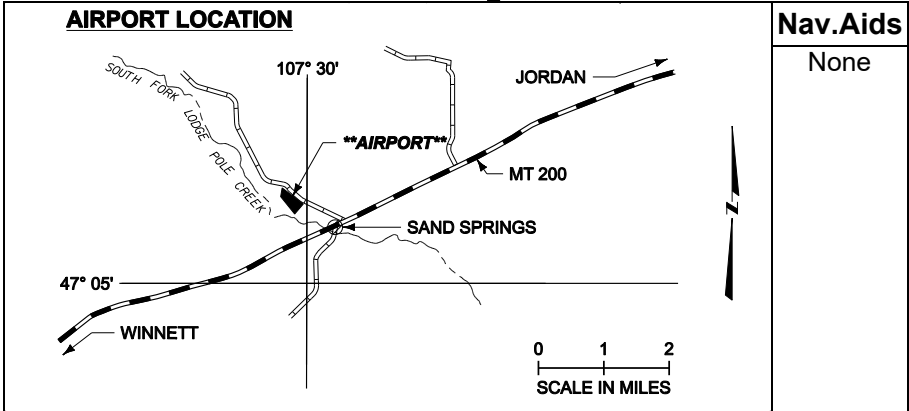 AIRPORT LOCATION
Nav.Aids
None
107° 30'
JORDAN
SOUTH FORK LODGE POLE CREEK
**AIRPORT**
MT 200
SAND SPRINGS
N
47° 05'
WINNETT
0 1 2
SCALE IN MILES